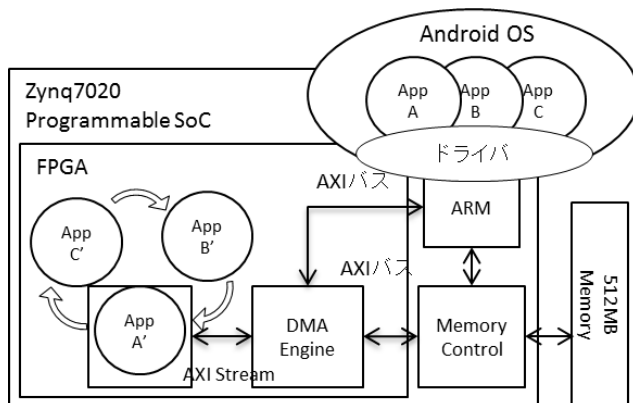 Android OS
Zynq7020
Programmable SoC
App
A
App
B
App
C
ドライバ
FPGA
AXIバス
ARM
App
C'
App
B'
AXIバス
App
A'
DMA
Engine
Memory
Control
512MB
Memory
AXI Stream